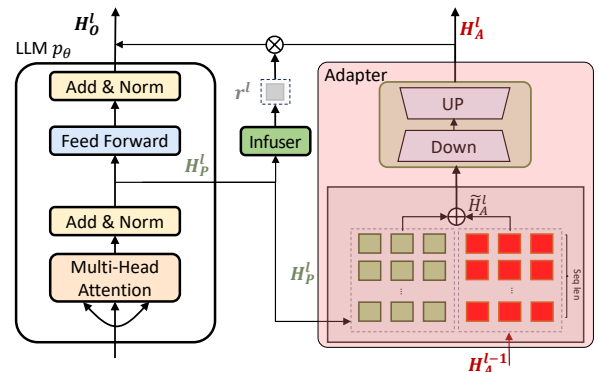 H_O^l
H_A^l
LLM p_θ
Adapter
Add & Norm
r^l
UP
Feed Forward
Infuser
Down
H_P^l
H̃_A^l
Add & Norm
H_P^l
Multi-Head
Attention
...
...
Seq len
H_A^{l-1}